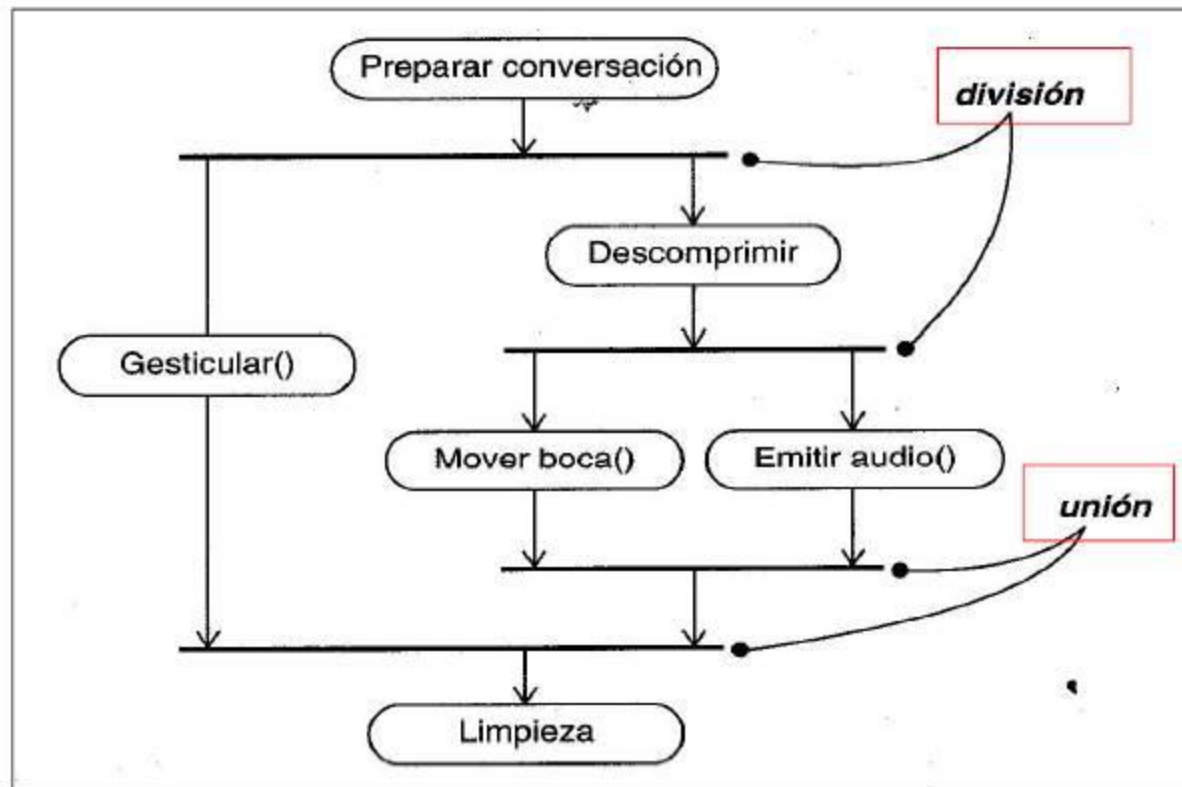 Preparar conversación
división
Descomprimir
Gesticular()
Mover boca()
Emitir audio()
unión
Limpieza